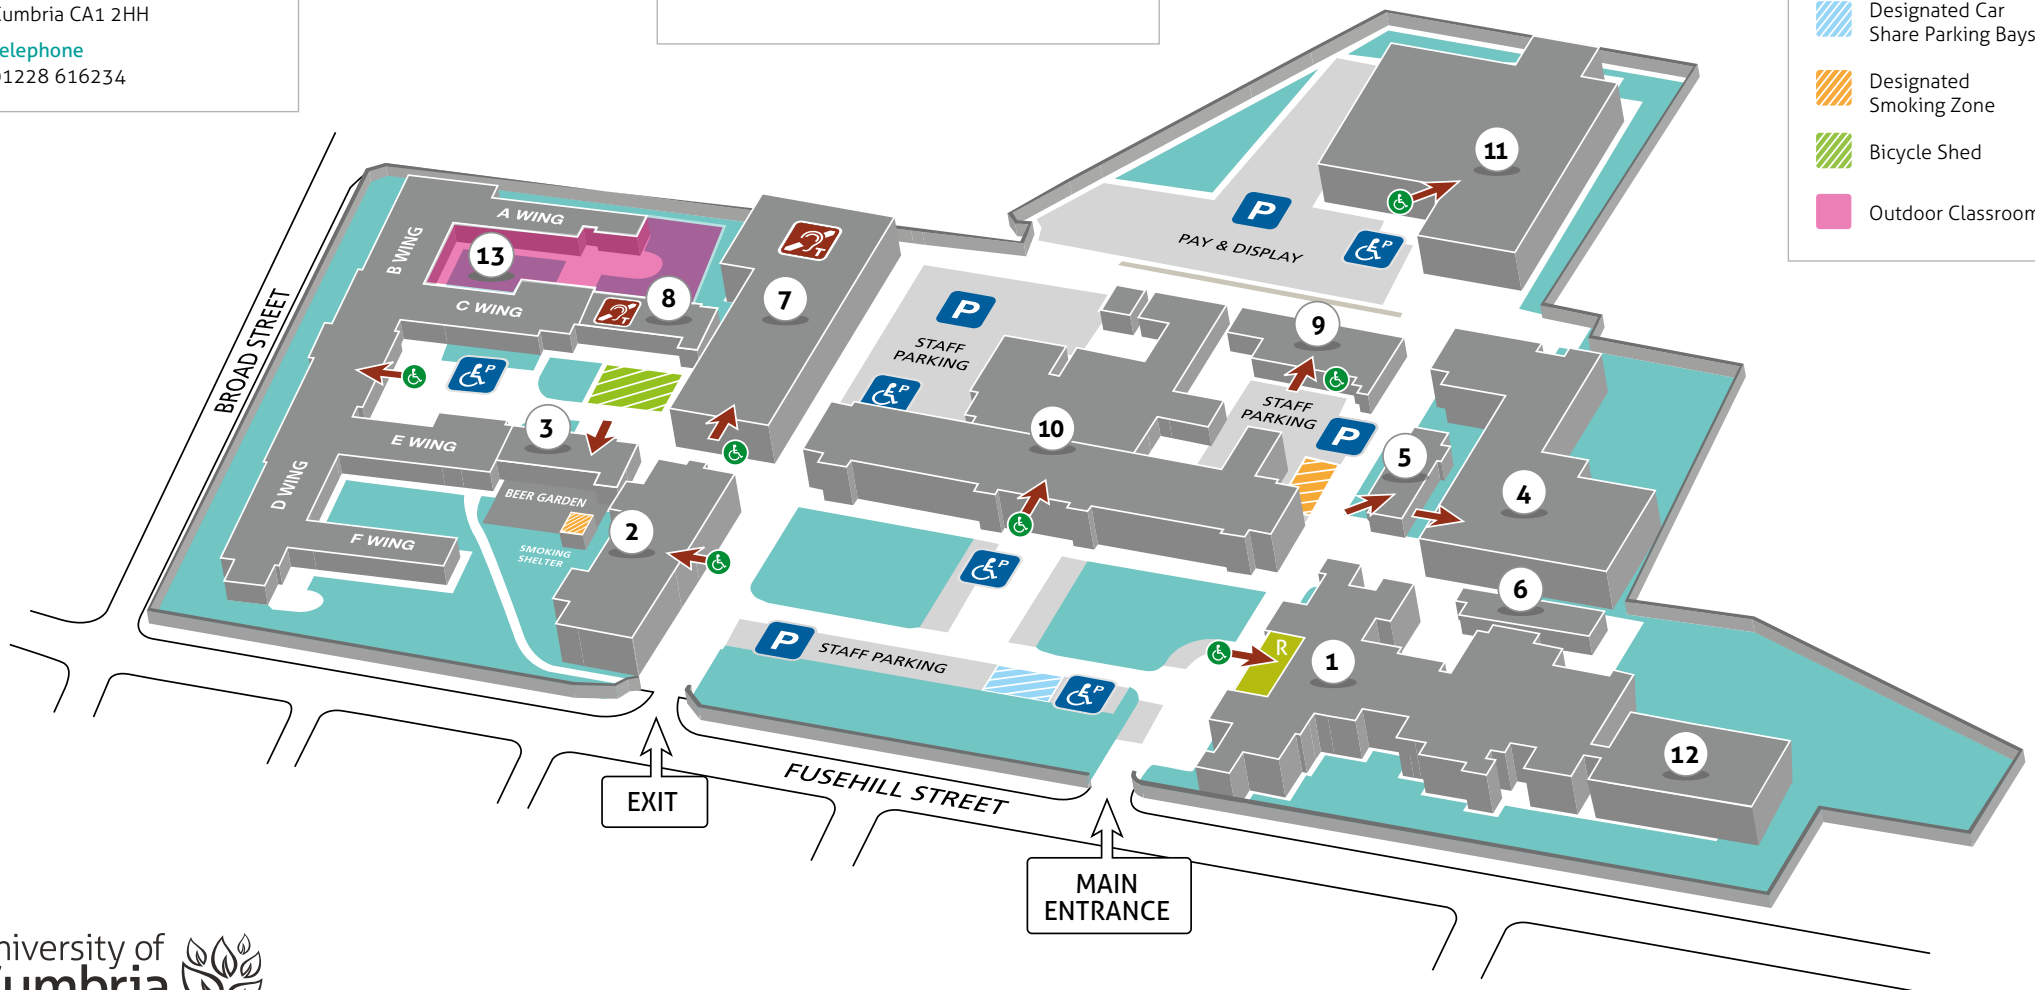 umbria CA1 2HH
elephone
01228 616234
Designated Car
Share Parking Bays
Designated
Smoking Zone
Bicycle Shed
Outdoor Classroom
11
P
PAY & DISPLAY
P
A WING
B WING
13
C WING
T
8
T
7
P
STAFF
PARKING
P
9
BROAD STREET
P
3
E WING
D WING
BEER GARDEN
SMOKING
SHELTER
F WING
2
10
STAFF
PARKING
P
5
4
6
P
P
STAFF PARKING
P
R
1
12
FUSEHILL STREET
EXIT
MAIN
ENTRANCE
niversity of
umbria